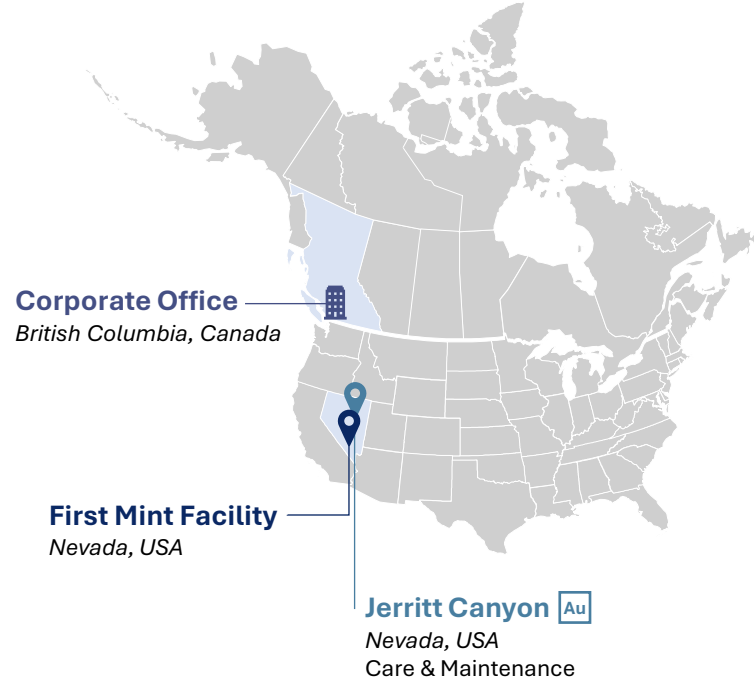 Corporate Office
British Columbia, Canada
First Mint Facility
Nevada, USA
Jerritt Canyon Au
Nevada, USA
Care & Maintenance